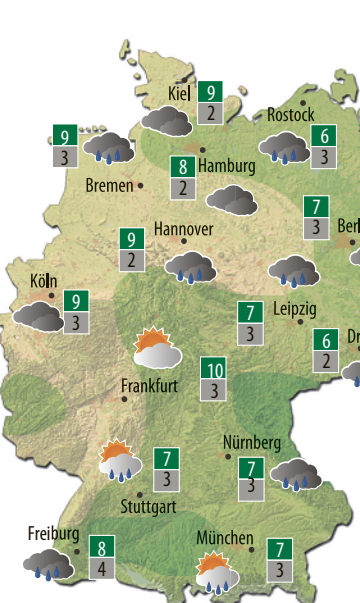 Kiel
9
2
Rostock
6
3
9
3
Hamburg
8
2
Bremen
7
3
Berl
Hannover
9
2
Köln
9
3
Leipzig
7
3
6
2
Dr
Frankfurt
10
3
Nürnberg
7
3
7
3
Stuttgart
Freiburg
8
4
München
7
3